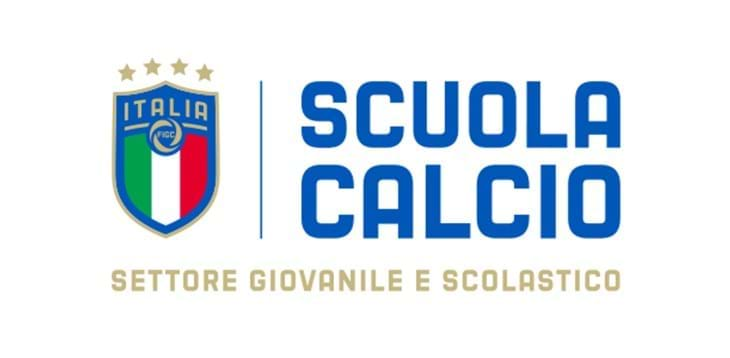 ITALIA
FIGC
SCUOLA
CALCIO
SETTORE GIOVANILE E SCOLASTICO